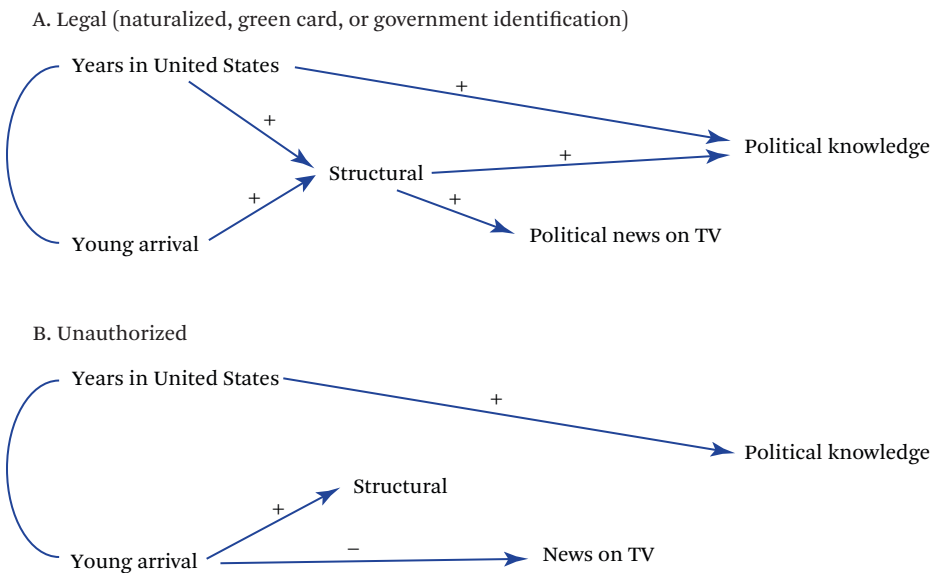 A. Legal (naturalized, green card, or government identification)
Years in United States
+
+
Political knowledge
+
Structural
+
+
Political news on TV
Young arrival
B. Unauthorized
Years in United States
+
Political knowledge
Structural
+
−
News on TV
Young arrival